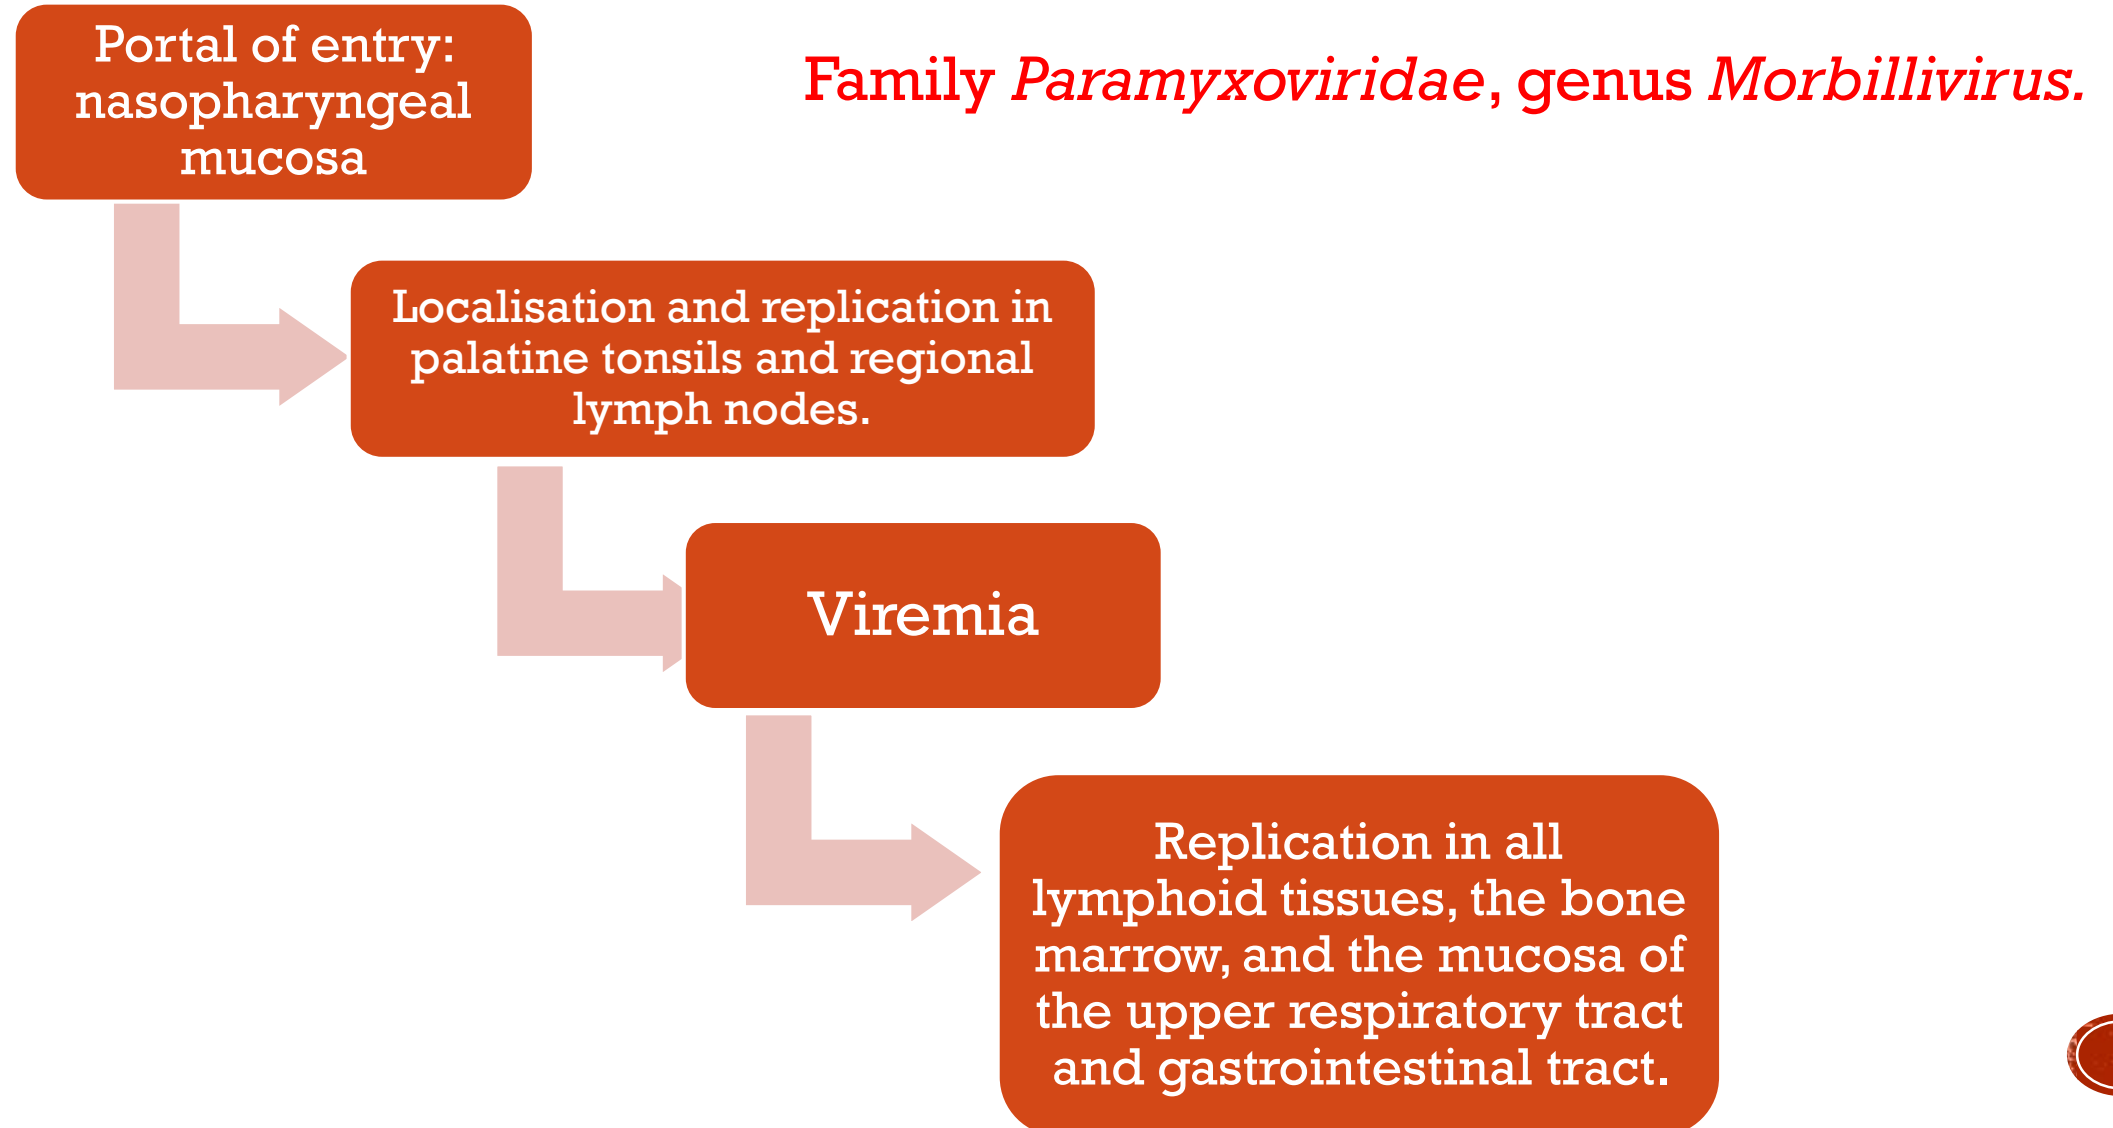 Portal of entry:
nasopharyngeal
mucosa
Family Paramyxoviridae, genus Morbillivirus.
Localisation and replication in
palatine tonsils and regional
lymph nodes.
Viremia
Replication in all
lymphoid tissues, the bone
marrow, and the mucosa of
the upper respiratory tract
and gastrointestinal tract.